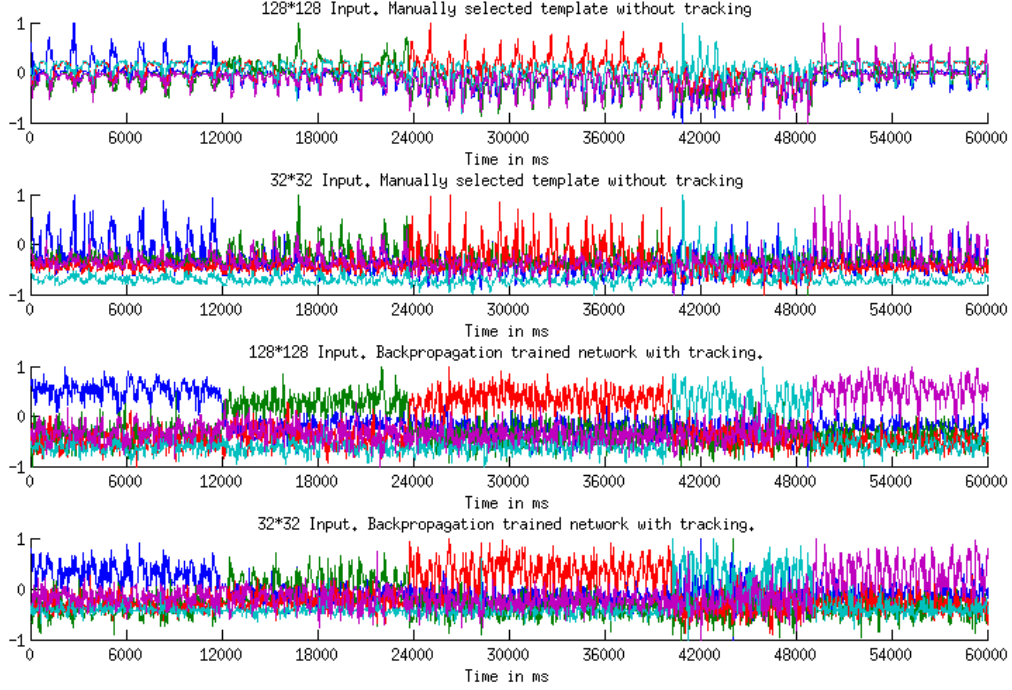 128*128 Input. Manually selected template without tracking
1
0
-1
0 6000 12000 18000 24000 30000 36000 42000 48000 54000 60000
Time in ms
32*32 Input. Manually selected template without tracking
1
0
-1
0 6000 12000 18000 24000 30000 36000 42000 48000 54000 60000
Time in ms
128*128 Input. Backpropagation trained network with tracking.
1
0
-1
0 6000 12000 18000 24000 30000 36000 42000 48000 54000 60000
Time in ms
32*32 Input. Backpropagation trained network with tracking.
1
0
-1
0 6000 12000 18000 24000 30000 36000 42000 48000 54000 60000
Time in ms